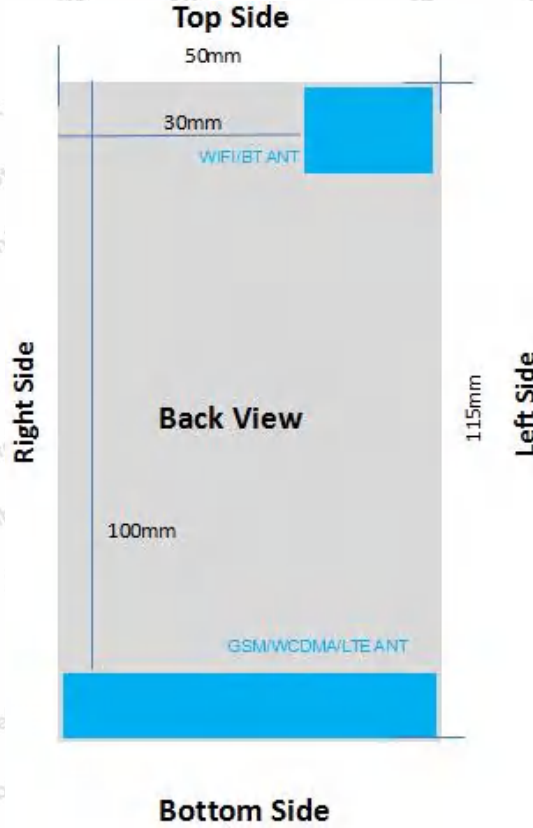 Top Side
50mm
30mm
WIFI/BT ANT
Right Side
Left Side
115mm
Back View
100mm
GSM/WCDMA/LTE ANT
Bottom Side